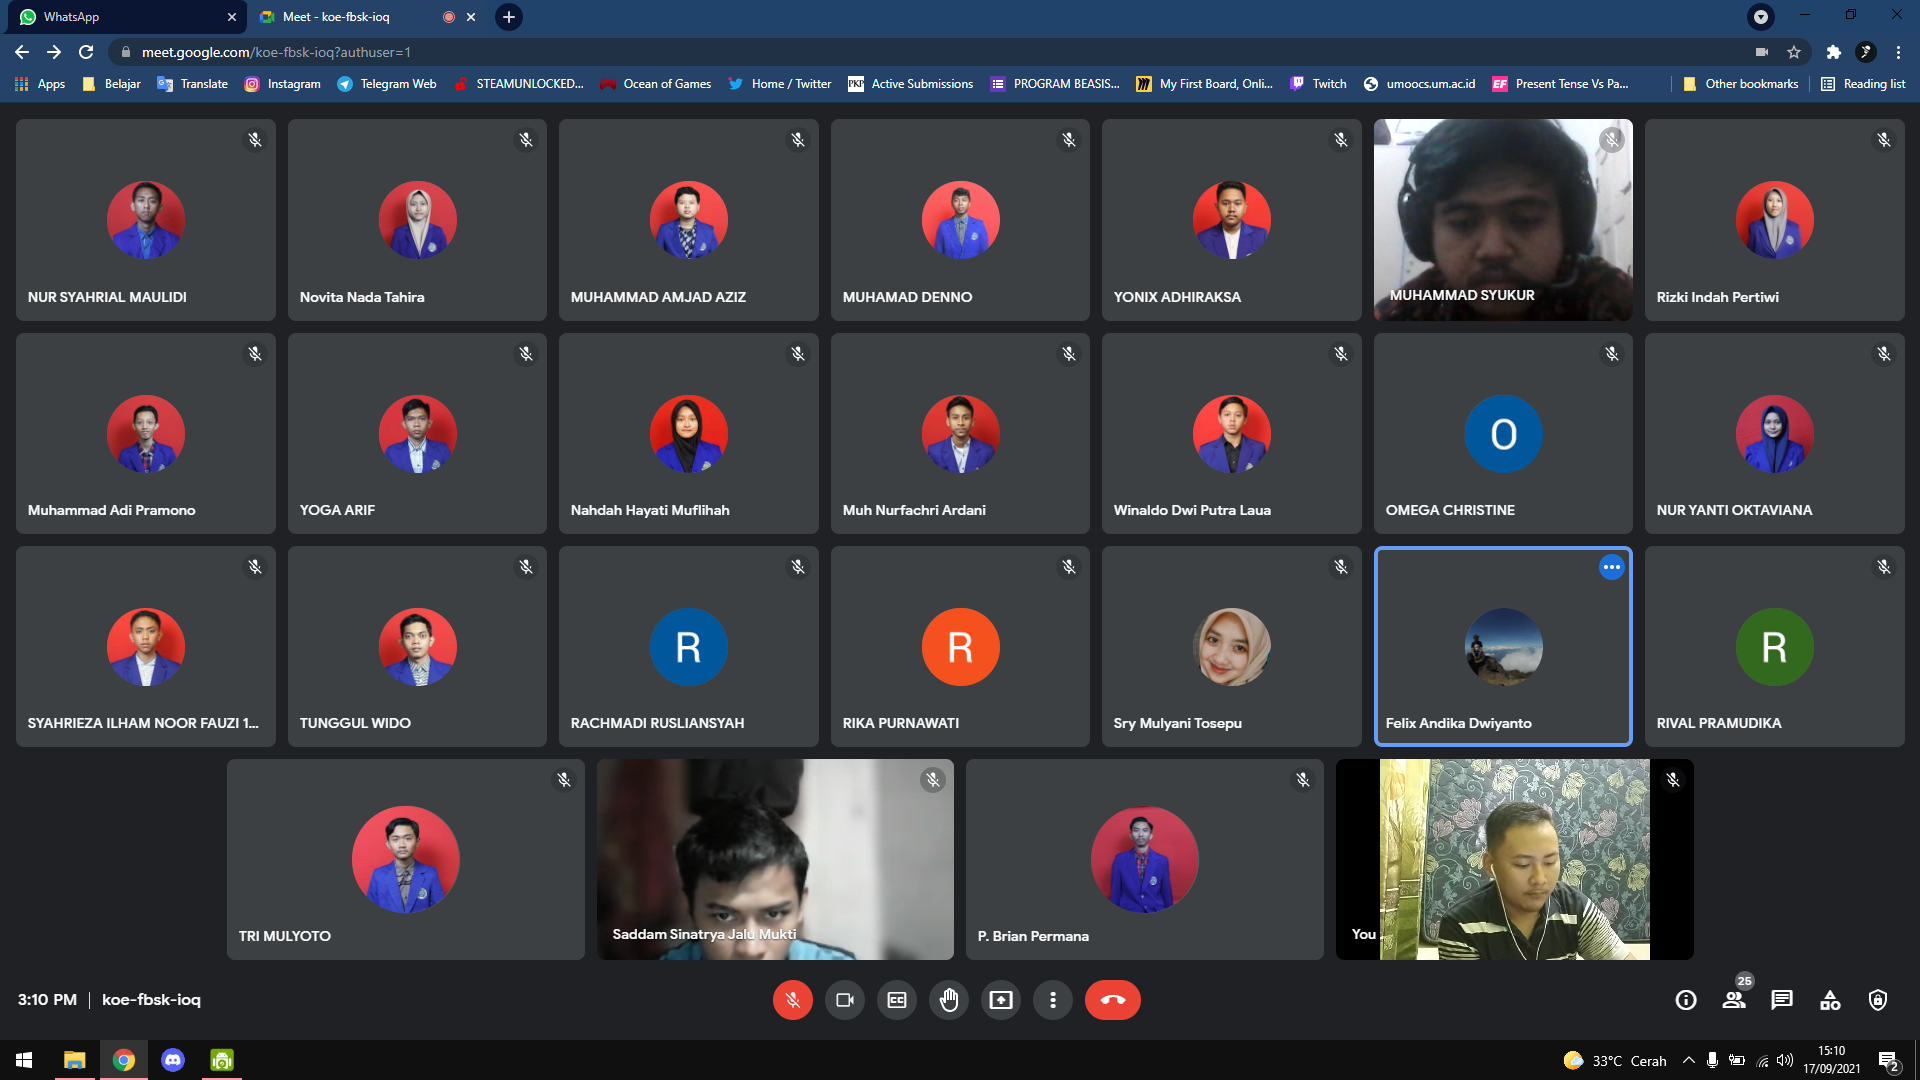 WhatsApp
Meet - koe-fbsk-ioq
meet.google.com/koe-fbsk-ioq?authuser=1
Apps
Belajar
Translate
Instagram
Telegram Web
STEAMUNLOCKED...
Ocean of Games
Home / Twitter
PKP
Active Submissions
PROGRAM BEASIS...
My First Board, Onli...
Twitch
umoocs.um.ac.id
EF
Present Tense Vs Pa...
Other bookmarks
Reading list
NUR SYAHRIAL MAULIDI
Novita Nada Tahira
MUHAMMAD AMJAD AZIZ
MUHAMAD DENNO
YONIX ADHIRAKSA
MUHAMMAD SYUKUR
Rizki Indah Pertiwi
Muhammad Adi Pramono
YOGA ARIF
Nahdah Hayati Muflihah
Muh Nurfachri Ardani
Winaldo Dwi Putra Laua
O
OMEGA CHRISTINE
NUR YANTI OKTAVIANA
SYAHRIEZA ILHAM NOOR FAUZI 1...
TUNGGUL WIDO
R
RACHMADI RUSLIANSYAH
R
RIKA PURNAWATI
Sry Mulyani Tosepu
Felix Andika Dwiyanto
R
RIVAL PRAMUDIKA
TRI MULYOTO
Saddam Sinatrya Jalu Mukti
P. Brian Permana
You
3:10 PM | koe-fbsk-ioq
CC
25
33°C Cerah
15:10
17/09/2021
2